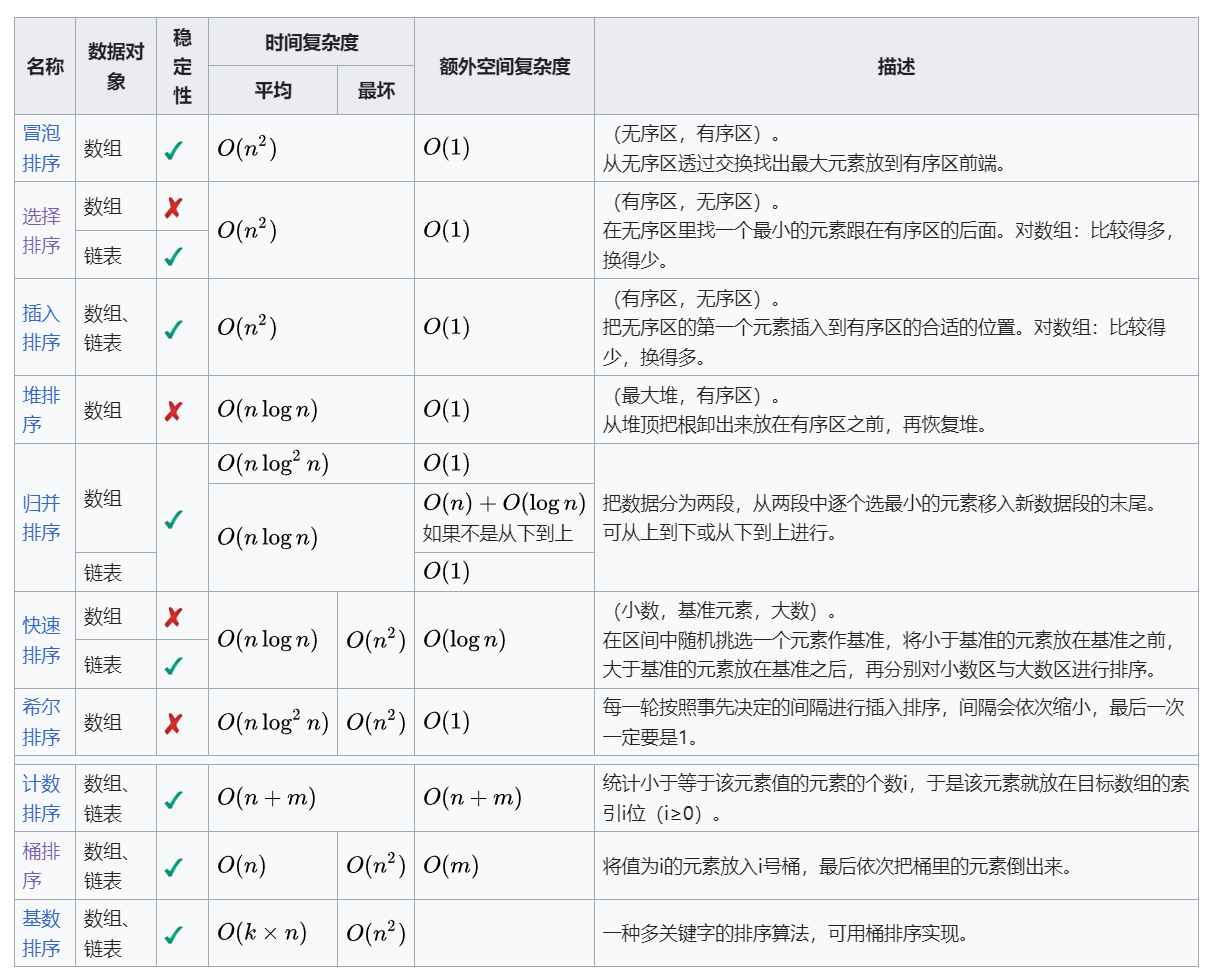 名称 数据对象 稳定性 时间复杂度 额外空间复杂度 描述
平均 最坏
冒泡排序 数组 ✓ O(n²) O(1) （无序区，有序区）。
从无序区透过交换找出最大元素放到有序区前端。
选择排序 数组 ✗ O(n²) O(1) （有序区，无序区）。
在无序区里找一个最小的元素跟在有序区的后面。对数组：比较得多，
换得少。
链表 ✓
插入排序 数组、链表 ✓ O(n²) O(1) （有序区，无序区）。
把无序区的第一个元素插入到有序区的合适的位置。对数组：比较得
少，换得多。
堆排序 数组 ✗ O(n log n) O(1) （最大堆，有序区）。
从堆顶把根卸出来放在有序区之前，再恢复堆。
归并排序 数组 ✓ O(n log² n) O(1) 把数据分为两段，从两段中逐个选最小的元素移入新数据段的末尾。
可从上到下或从下到上进行。
O(n log n) O(n) + O(log n)
如果不是从下到上
链表 O(1)
快速排序 数组 ✗ O(n log n) O(n²) O(log n) （小数，基准元素，大数）。
在区间中随机挑选一个元素作基准，将小于基准的元素放在基准之前，
大于基准的元素放在基准之后，再分别对小数区与大数区进行排序。
链表 ✓
希尔排序 数组 ✗ O(n log² n) O(n²) O(1) 每一轮按照事先决定的间隔进行插入排序，间隔会依次缩小，最后一次
一定要是1。
计数排序 数组、链表 ✓ O(n + m) O(n + m) 统计小于等于该元素值的元素的个数i，于是该元素就放在目标数组的索
引i位（i≥0）。
桶排序 数组、链表 ✓ O(n) O(n²) O(m) 将值为i的元素放入i号桶，最后依次把桶里的元素倒出来。
基数排序 数组、链表 ✓ O(k × n) O(n²) 一种多关键字的排序算法，可用桶排序实现。